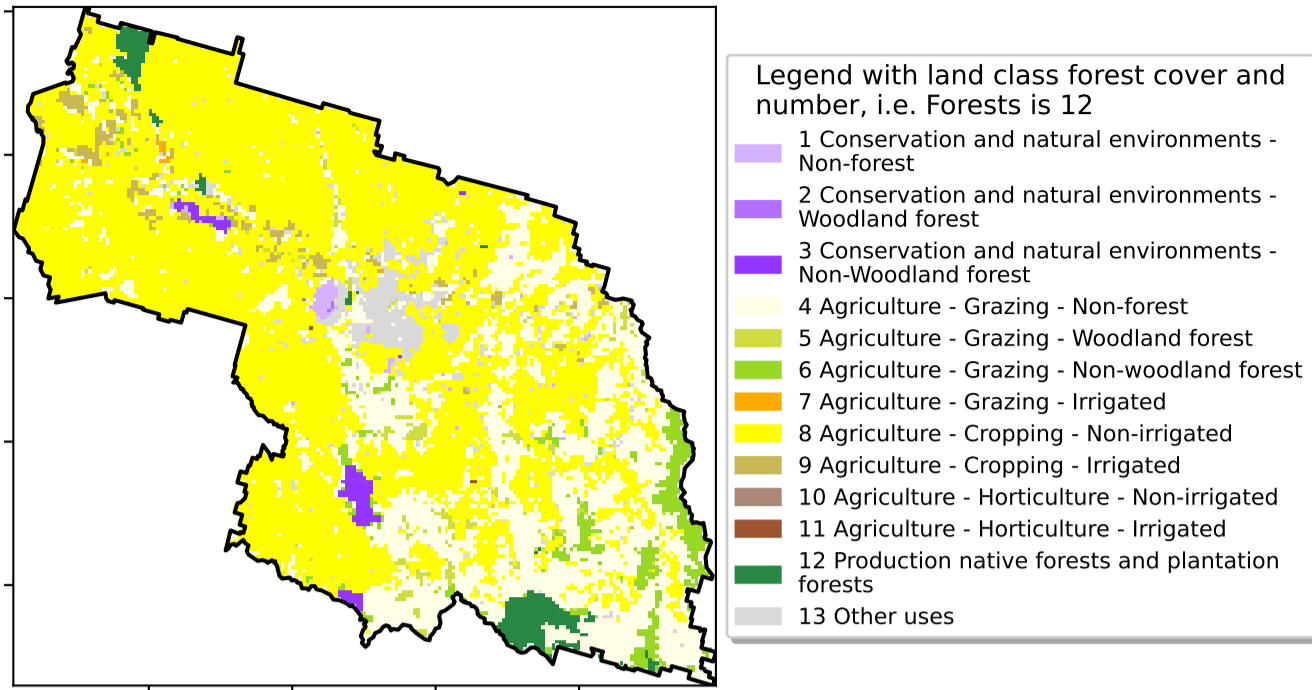 Legend with land class forest cover and
number, i.e. Forests is 12
1 Conservation and natural environments -
Non-forest
2 Conservation and natural environments -
Woodland forest
3 Conservation and natural environments -
Non-Woodland forest
4 Agriculture - Grazing - Non-forest
5 Agriculture - Grazing - Woodland forest
6 Agriculture - Grazing - Non-woodland forest
7 Agriculture - Grazing - Irrigated
8 Agriculture - Cropping - Non-irrigated
9 Agriculture - Cropping - Irrigated
10 Agriculture - Horticulture - Non-irrigated
11 Agriculture - Horticulture - Irrigated
12 Production native forests and plantation
forests
13 Other uses